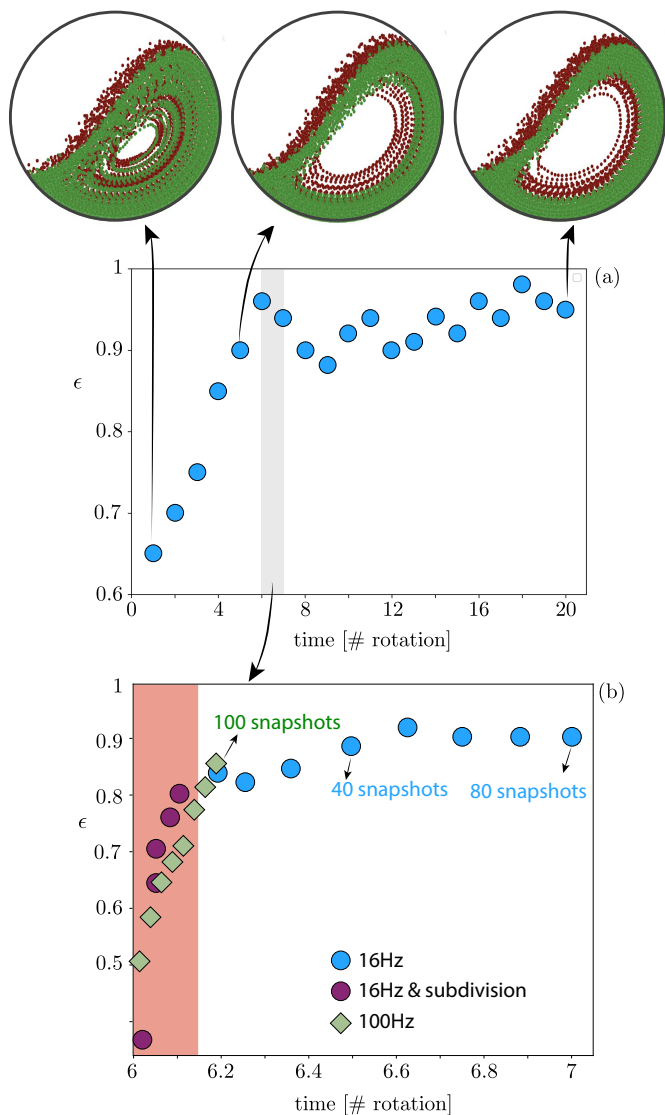 1
(a)
0.9
ϵ
0.8
0.7
0.6
0 4 8 12 16 20
time [# rotation]
1
(b)
100 snapshots
0.9
40 snapshots 80 snapshots
0.8
ϵ
0.7
0.6
0.5
16Hz
16Hz & subdivision
100Hz
6 6.2 6.4 6.6 6.8 7
time [# rotation]